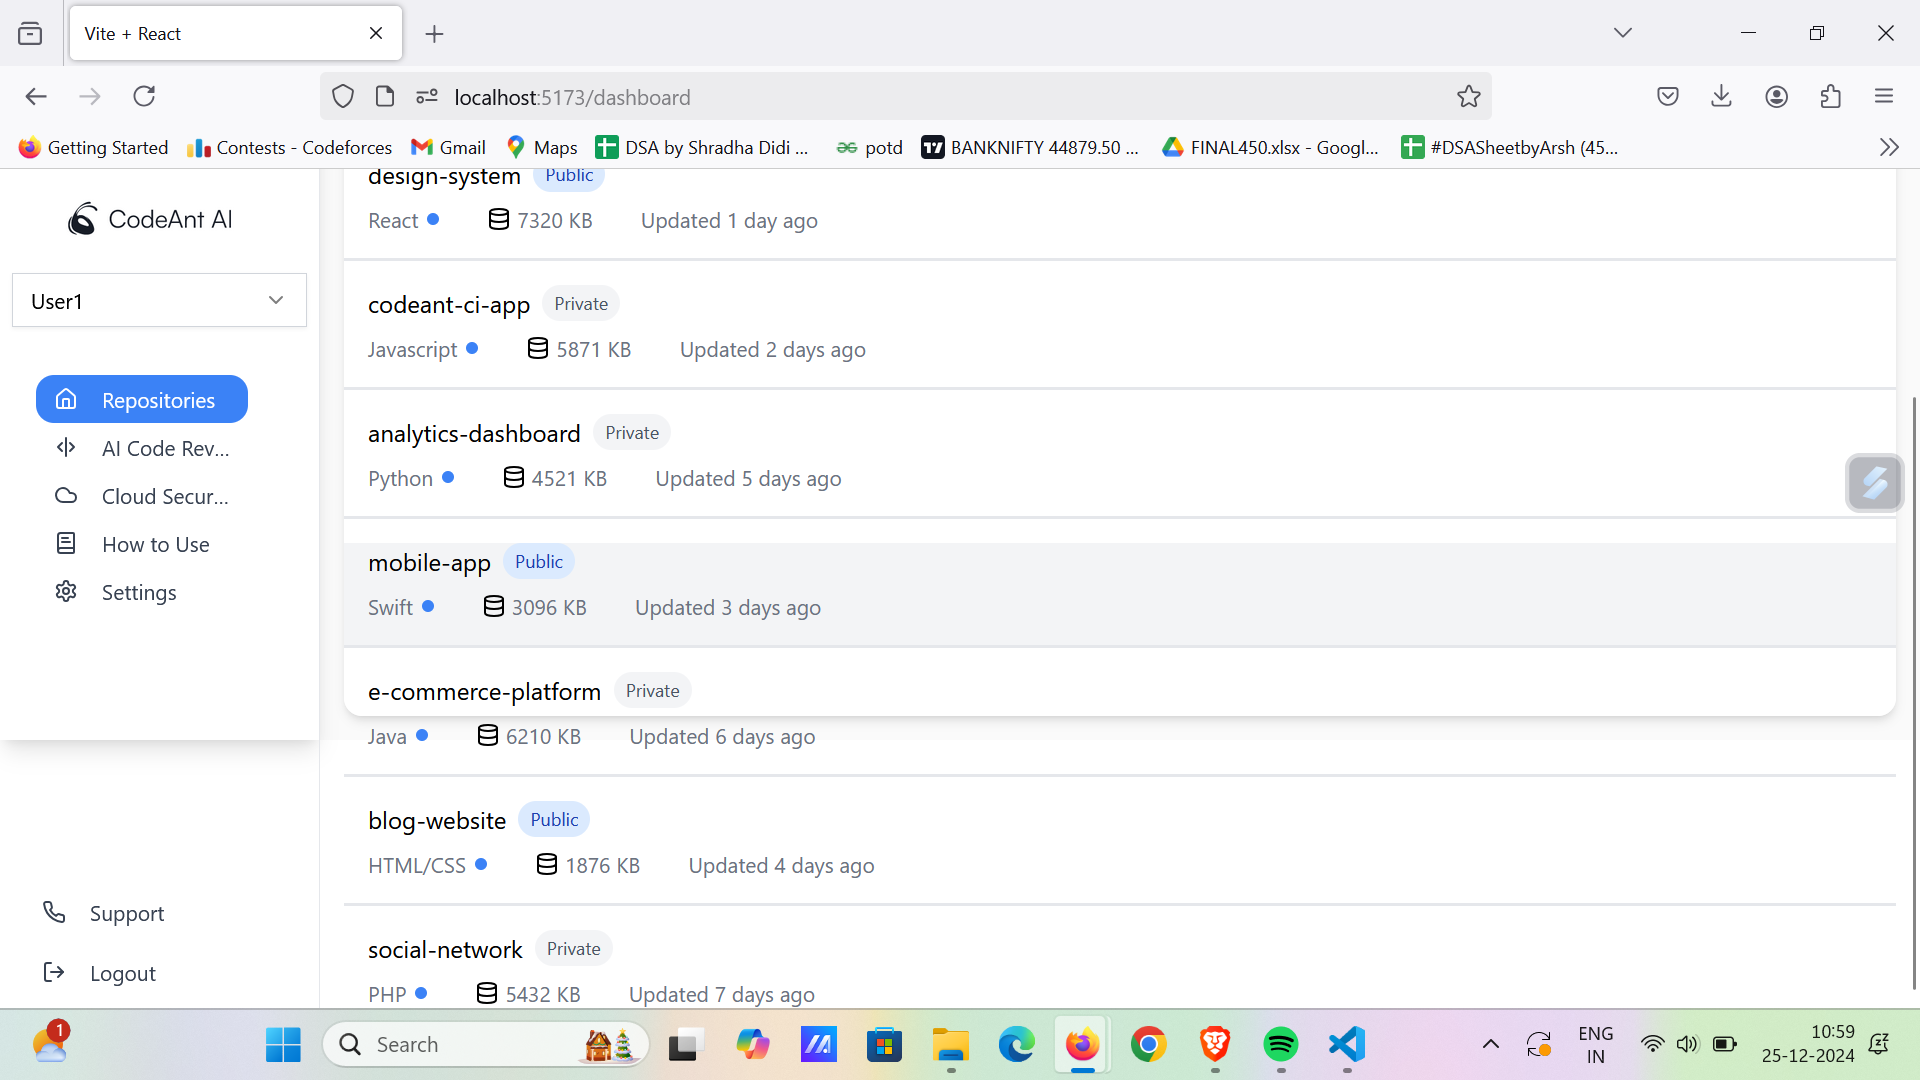 Vite + React
localhost:5173/dashboard
Getting Started
Contests - Codeforces
Gmail
Maps
DSA by Shradha Didi ...
potd
BANKNIFTY 44879.50 ...
FINAL450.xlsx - Googl...
#DSASheetbyArsh (45...
CodeAnt AI
User1
Repositories
AI Code Rev...
Cloud Secur...
How to Use
Settings
Support
Logout
design-system Public
React 7320 KB Updated 1 day ago
codeant-ci-app Private
Javascript 5871 KB Updated 2 days ago
analytics-dashboard Private
Python 4521 KB Updated 5 days ago
mobile-app Public
Swift 3096 KB Updated 3 days ago
e-commerce-platform Private
Java 6210 KB Updated 6 days ago
blog-website Public
HTML/CSS 1876 KB Updated 4 days ago
social-network Private
PHP 5432 KB Updated 7 days ago
1
Search
ENG
IN
10:59
25-12-2024